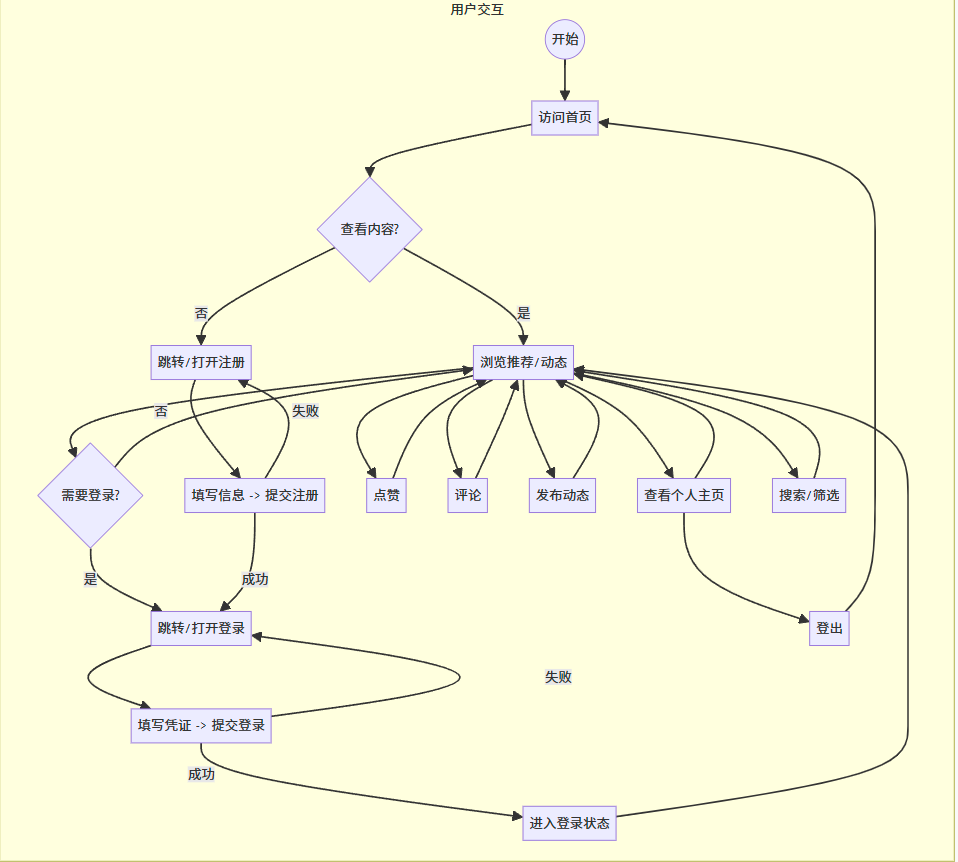 用户交互
开始
访问首页
查看内容?
否
是
跳转/打开注册
浏览推荐/动态
否
失败
需要登录?
填写信息 -> 提交注册
点赞
评论
发布动态
查看个人主页
搜索/筛选
是
成功
跳转/打开登录
登出
失败
填写凭证 -> 提交登录
成功
进入登录状态